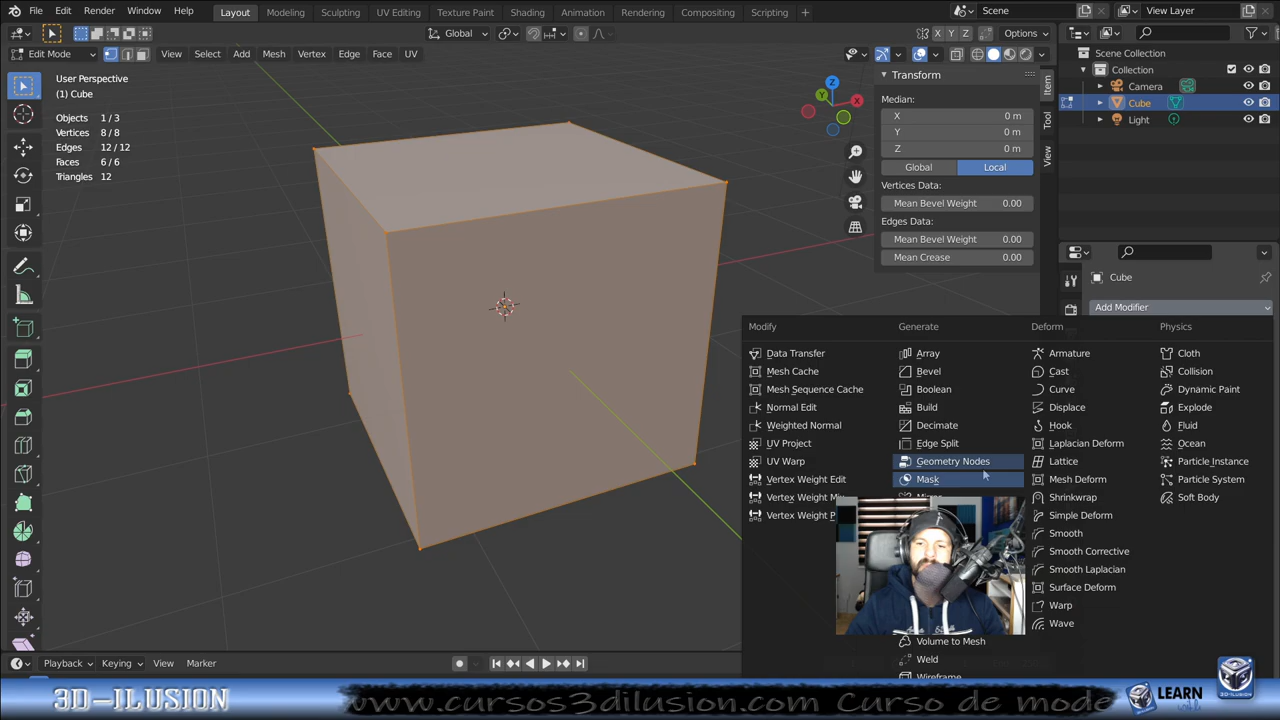 File Edit Render Window Help Layout Modeling Sculpting UV Editing Texture Paint Shading Animation Rendering Compositing Scripting + Scene View Layer
Global X Y Z Options
Edit Mode View Select Add Mesh Vertex Edge Face UV
User Perspective
(1) Cube
Objects 1 / 3
Vertices 8 / 8
Edges 12 / 12
Faces 6 / 6
Triangles 12
Z
Y
X
Transform
Median:
X 0 m
Y 0 m
Z 0 m
Global Local
Vertices Data:
Mean Bevel Weight 0.00
Edges Data:
Mean Bevel Weight 0.00
Mean Crease 0.00
Item
Tool
View
Scene Collection
Collection
Camera
Cube
Light
Cube
Add Modifier
Modify
Data Transfer
Mesh Cache
Mesh Sequence Cache
Normal Edit
Weighted Normal
UV Project
UV Warp
Vertex Weight Edit
Vertex Weight
Vertex Weight
Generate
Array
Bevel
Boolean
Build
Decimate
Edge Split
Geometry Nodes
Mask
Volume to Mesh
Weld
Wireframe
Deform
Armature
Cast
Curve
Displace
Hook
Laplacian Deform
Lattice
Mesh Deform
Shrinkwrap
Simple Deform
Smooth
Smooth Corrective
Smooth Laplacian
Surface Deform
Warp
Wave
Physics
Cloth
Collision
Dynamic Paint
Explode
Fluid
Ocean
Particle Instance
Particle System
Soft Body
Playback Keying View Marker
3D-ILUSION www.cursos3dilusion.com Curso de mode LEARN